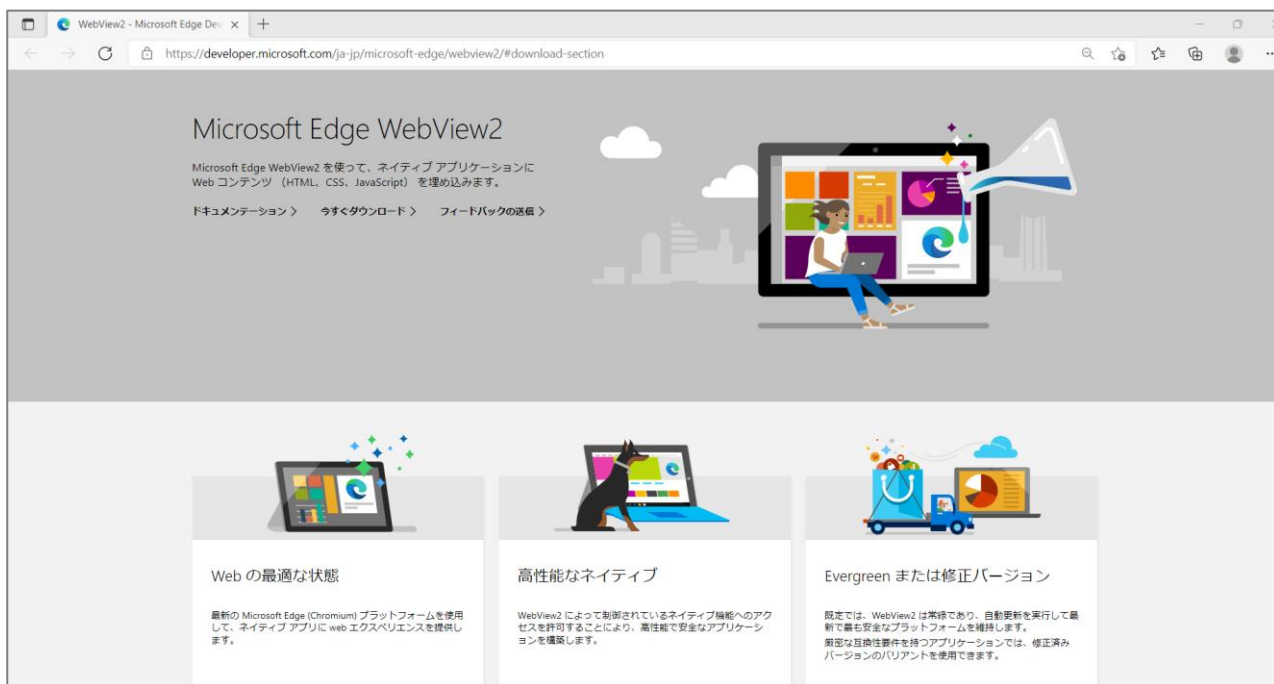 WebView2 - Microsoft Edge Dev
https://developer.microsoft.com/ja-jp/microsoft-edge/webview2/#download-section
Microsoft Edge WebView2
Microsoft Edge WebView2 を使って、ネイティブ アプリケーションに
Web コンテンツ （HTML、CSS、JavaScript） を埋め込みます。
ドキュメンテーション 〉 今すぐダウンロード 〉 フィードバックの送信 〉
Web の最適な状態
最新の Microsoft Edge (Chromium) プラットフォームを使用
して、ネイティブ アプリに web エクスペリエンスを提供し
ます。
高性能なネイティブ
WebView2 によって制御されているネイティブ機能へのアク
セスを許可することにより、高性能で安全なアプリケーシ
ョンを構築します。
Evergreen または修正バージョン
既定では、WebView2 は常緑であり、自動更新を実行して最
新で最も安全なプラットフォームを維持します。
厳密な互換性要件を持つアプリケーションでは、修正済み
バージョンのバリアントを使用できます。